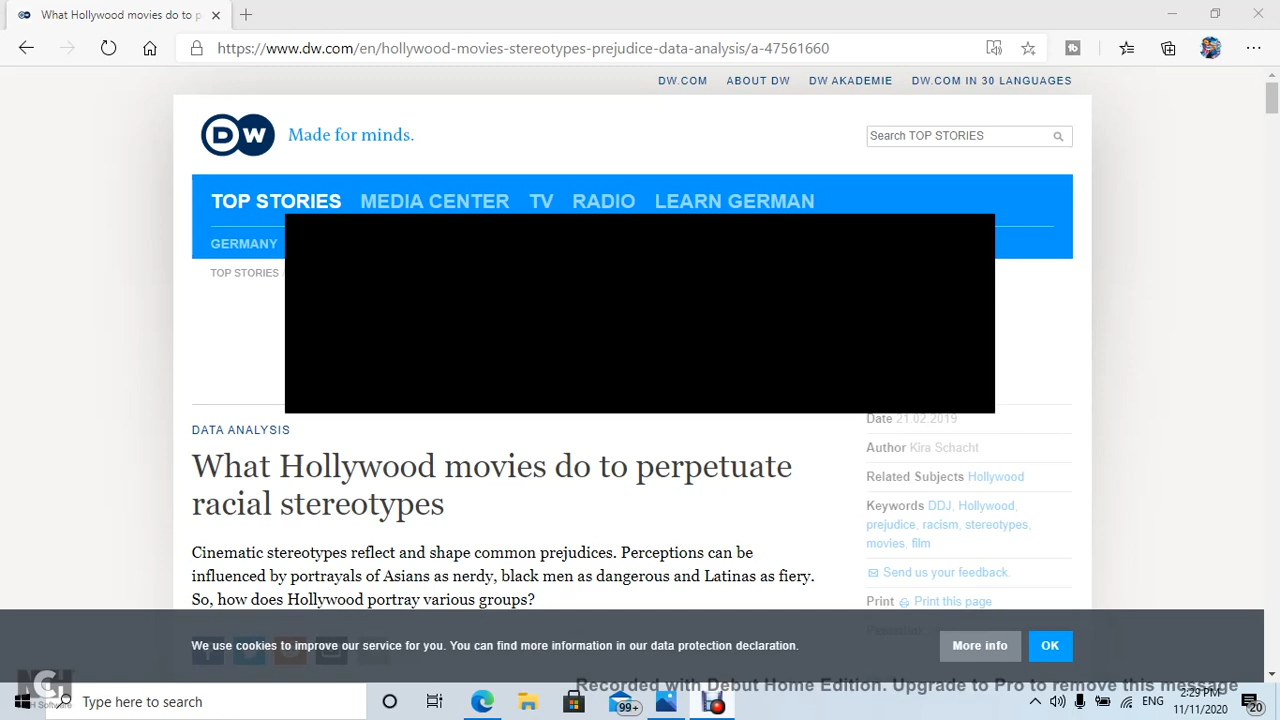 What Hollywood movies do to p
https://www.dw.com/en/hollywood-movies-stereotypes-prejudice-data-analysis/a-47561660
DW.COM ABOUT DW DW AKADEMIE DW.COM IN 30 LANGUAGES
DW Made for minds.
Search TOP STORIES
TOP STORIES MEDIA CENTER TV RADIO LEARN GERMAN
GERMANY
TOP STORIES /
Date 21.02.2019
DATA ANALYSIS
Author Kira Schacht
What Hollywood movies do to perpetuate
racial stereotypes
Related Subjects Hollywood
Keywords DDJ, Hollywood,
prejudice, racism, stereotypes,
movies, film
Cinematic stereotypes reflect and shape common prejudices. Perceptions can be
influenced by portrayals of Asians as nerdy, black men as dangerous and Latinas as fiery.
So, how does Hollywood portray various groups?
Send us your feedback.
Print Print this page
Permalink
We use cookies to improve our service for you. You can find more information in our data protection declaration.
More info OK
NCH Software
Recorded with Debut Home Edition. Upgrade to Pro to remove this message
Type here to search
99+
ENG
2:29 PM
11/11/2020
20